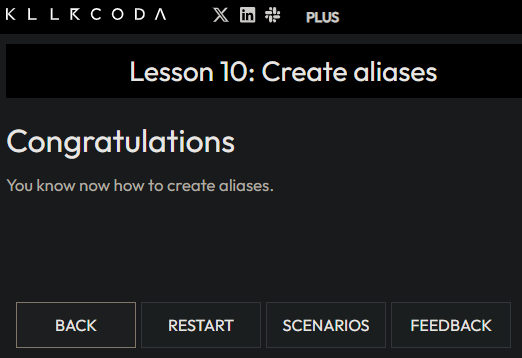 KILLERCODA PLUS
Lesson 10: Create aliases
Congratulations
You know now how to create aliases.
BACK RESTART SCENARIOS FEEDBACK